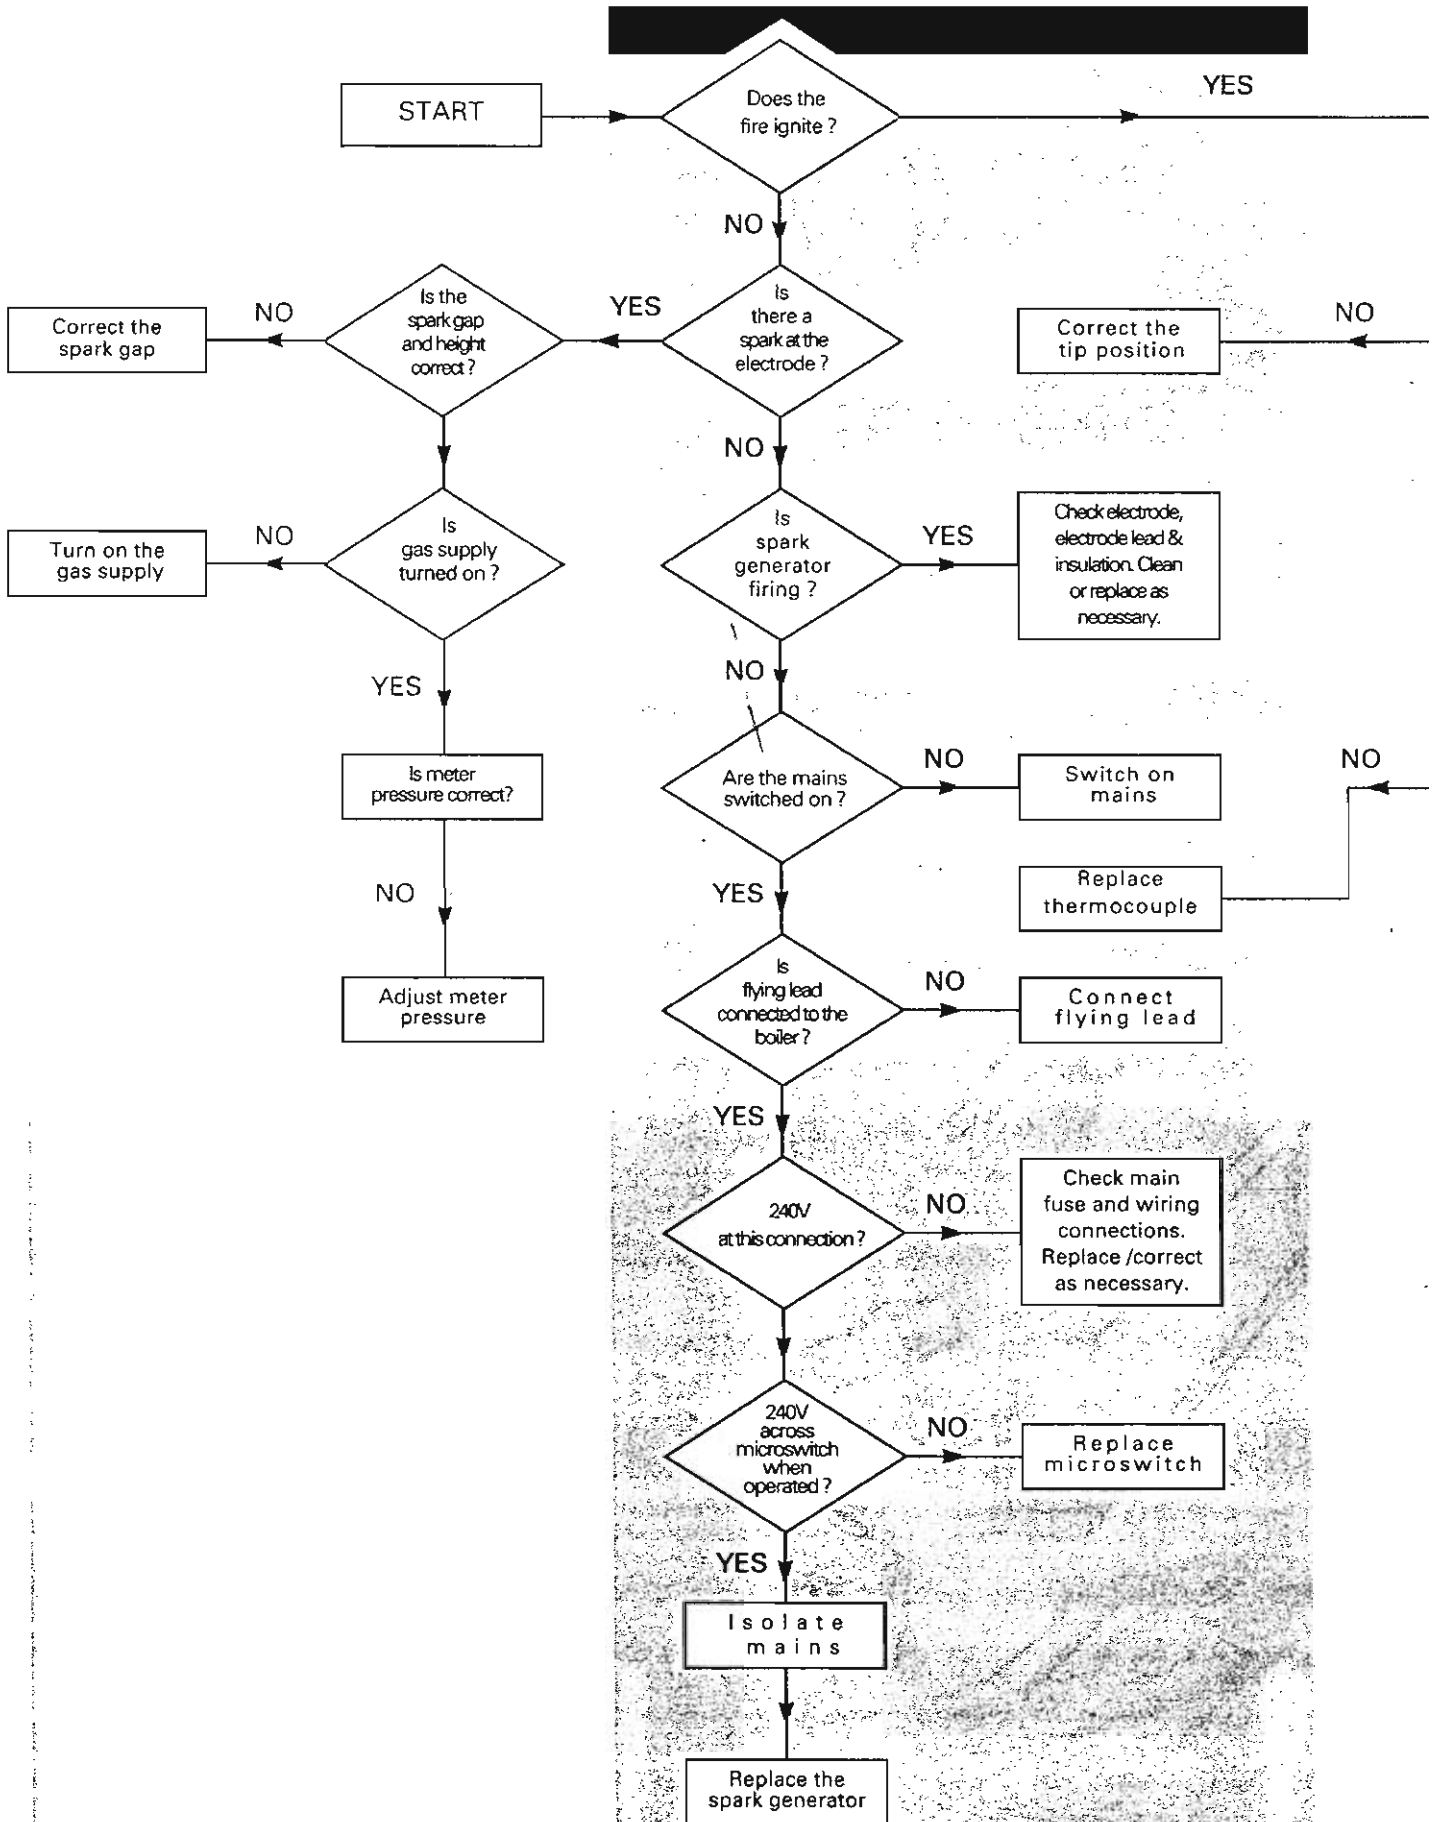 START
Does the
fire ignite ?
YES
NO
Is the
spark gap
and height
correct ?
NO
Correct the
spark gap
YES
Is
there a
spark at the
electrode ?
Correct the
tip position
NO
NO
Turn on the
gas supply
NO
Is
gas supply
turned on ?
Is
spark
generator
firing ?
YES
Check electrode,
electrode lead &
insulation. Clean
or replace as
necessary.
YES
NO
Is meter
pressure correct?
Are the mains
switched on ?
NO
Switch on
mains
NO
NO
YES
Replace
thermocouple
Adjust meter
pressure
Is
flying lead
connected to the
boiler ?
NO
Connect
flying lead
YES
240V
at this connection ?
NO
Check main
fuse and wiring
connections.
Replace /correct
as necessary.
240V
across
microswitch
when
operated ?
NO
Replace
microswitch
YES
Isolate
mains
Replace the
spark generator